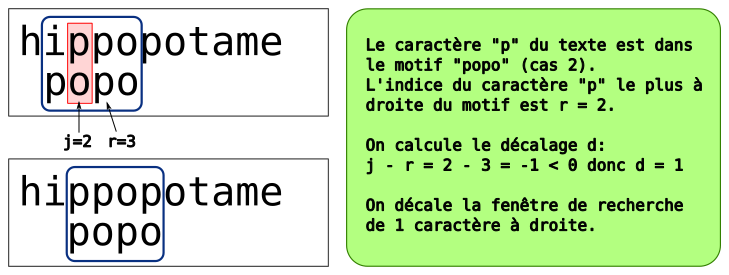 hippopotame
popo
j=2 r=3
hippopotame
popo
Le caractère "p" du texte est dans
le motif "popo" (cas 2).
L'indice du caractère "p" le plus à
droite du motif est r = 2.
On calcule le décalage d:
j - r = 2 - 3 = -1 < 0 donc d = 1
On décale la fenêtre de recherche
de 1 caractère à droite.